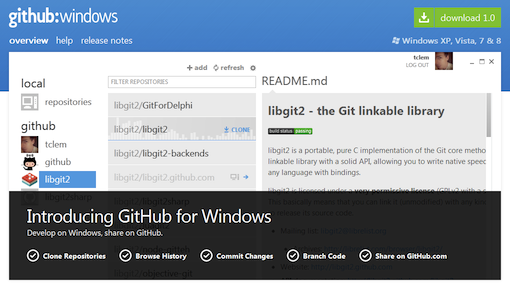 github:windows
download 1.0
overview help release notes
Windows XP, Vista, 7 & 8
tclem
LOG OUT
+ add refresh
local
repositories
github
tclem
github
libgit2
libgit2sharp
FILTER REPOSITORIES
libgit2/GitForDelphi
libgit2/libgit2 CLONE
libgit2/libgit2-backends
libgit2/libgit2.github.com
libgit2/libgit2sharp
README.md
libgit2 - the Git linkable library
build status passing
libgit2 is a portable, pure C implementation of the Git core method
linkable library with a solid API, allowing you to write native speed
any language with bindings.
libgit2 is licensed under a very permissive license (GPLv2 with a s
Introducing GitHub for Windows
Develop on Windows, share on GitHub.
Clone Repositories
Browse History
Commit Changes
Branch Code
Share on GitHub.com